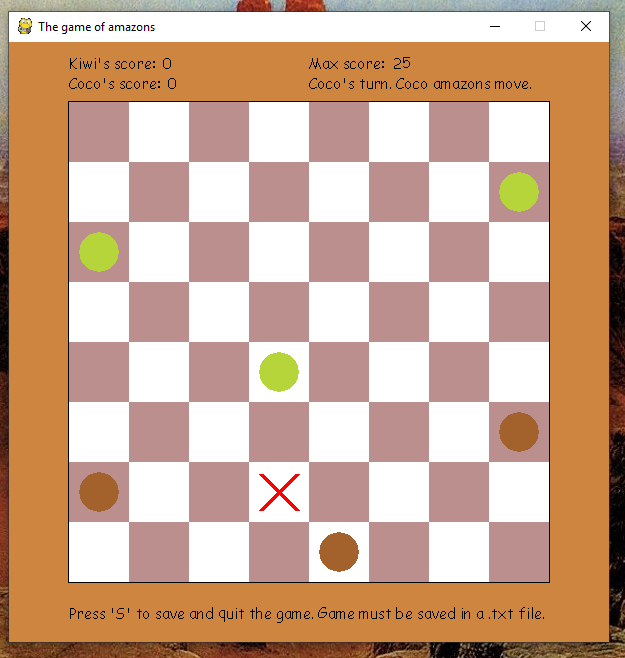 The game of amazons
Kiwi's score: 0
Max score: 25
Coco's score: 0
Coco's turn. Coco amazons move.
Press 'S' to save and quit the game. Game must be saved in a .txt file.